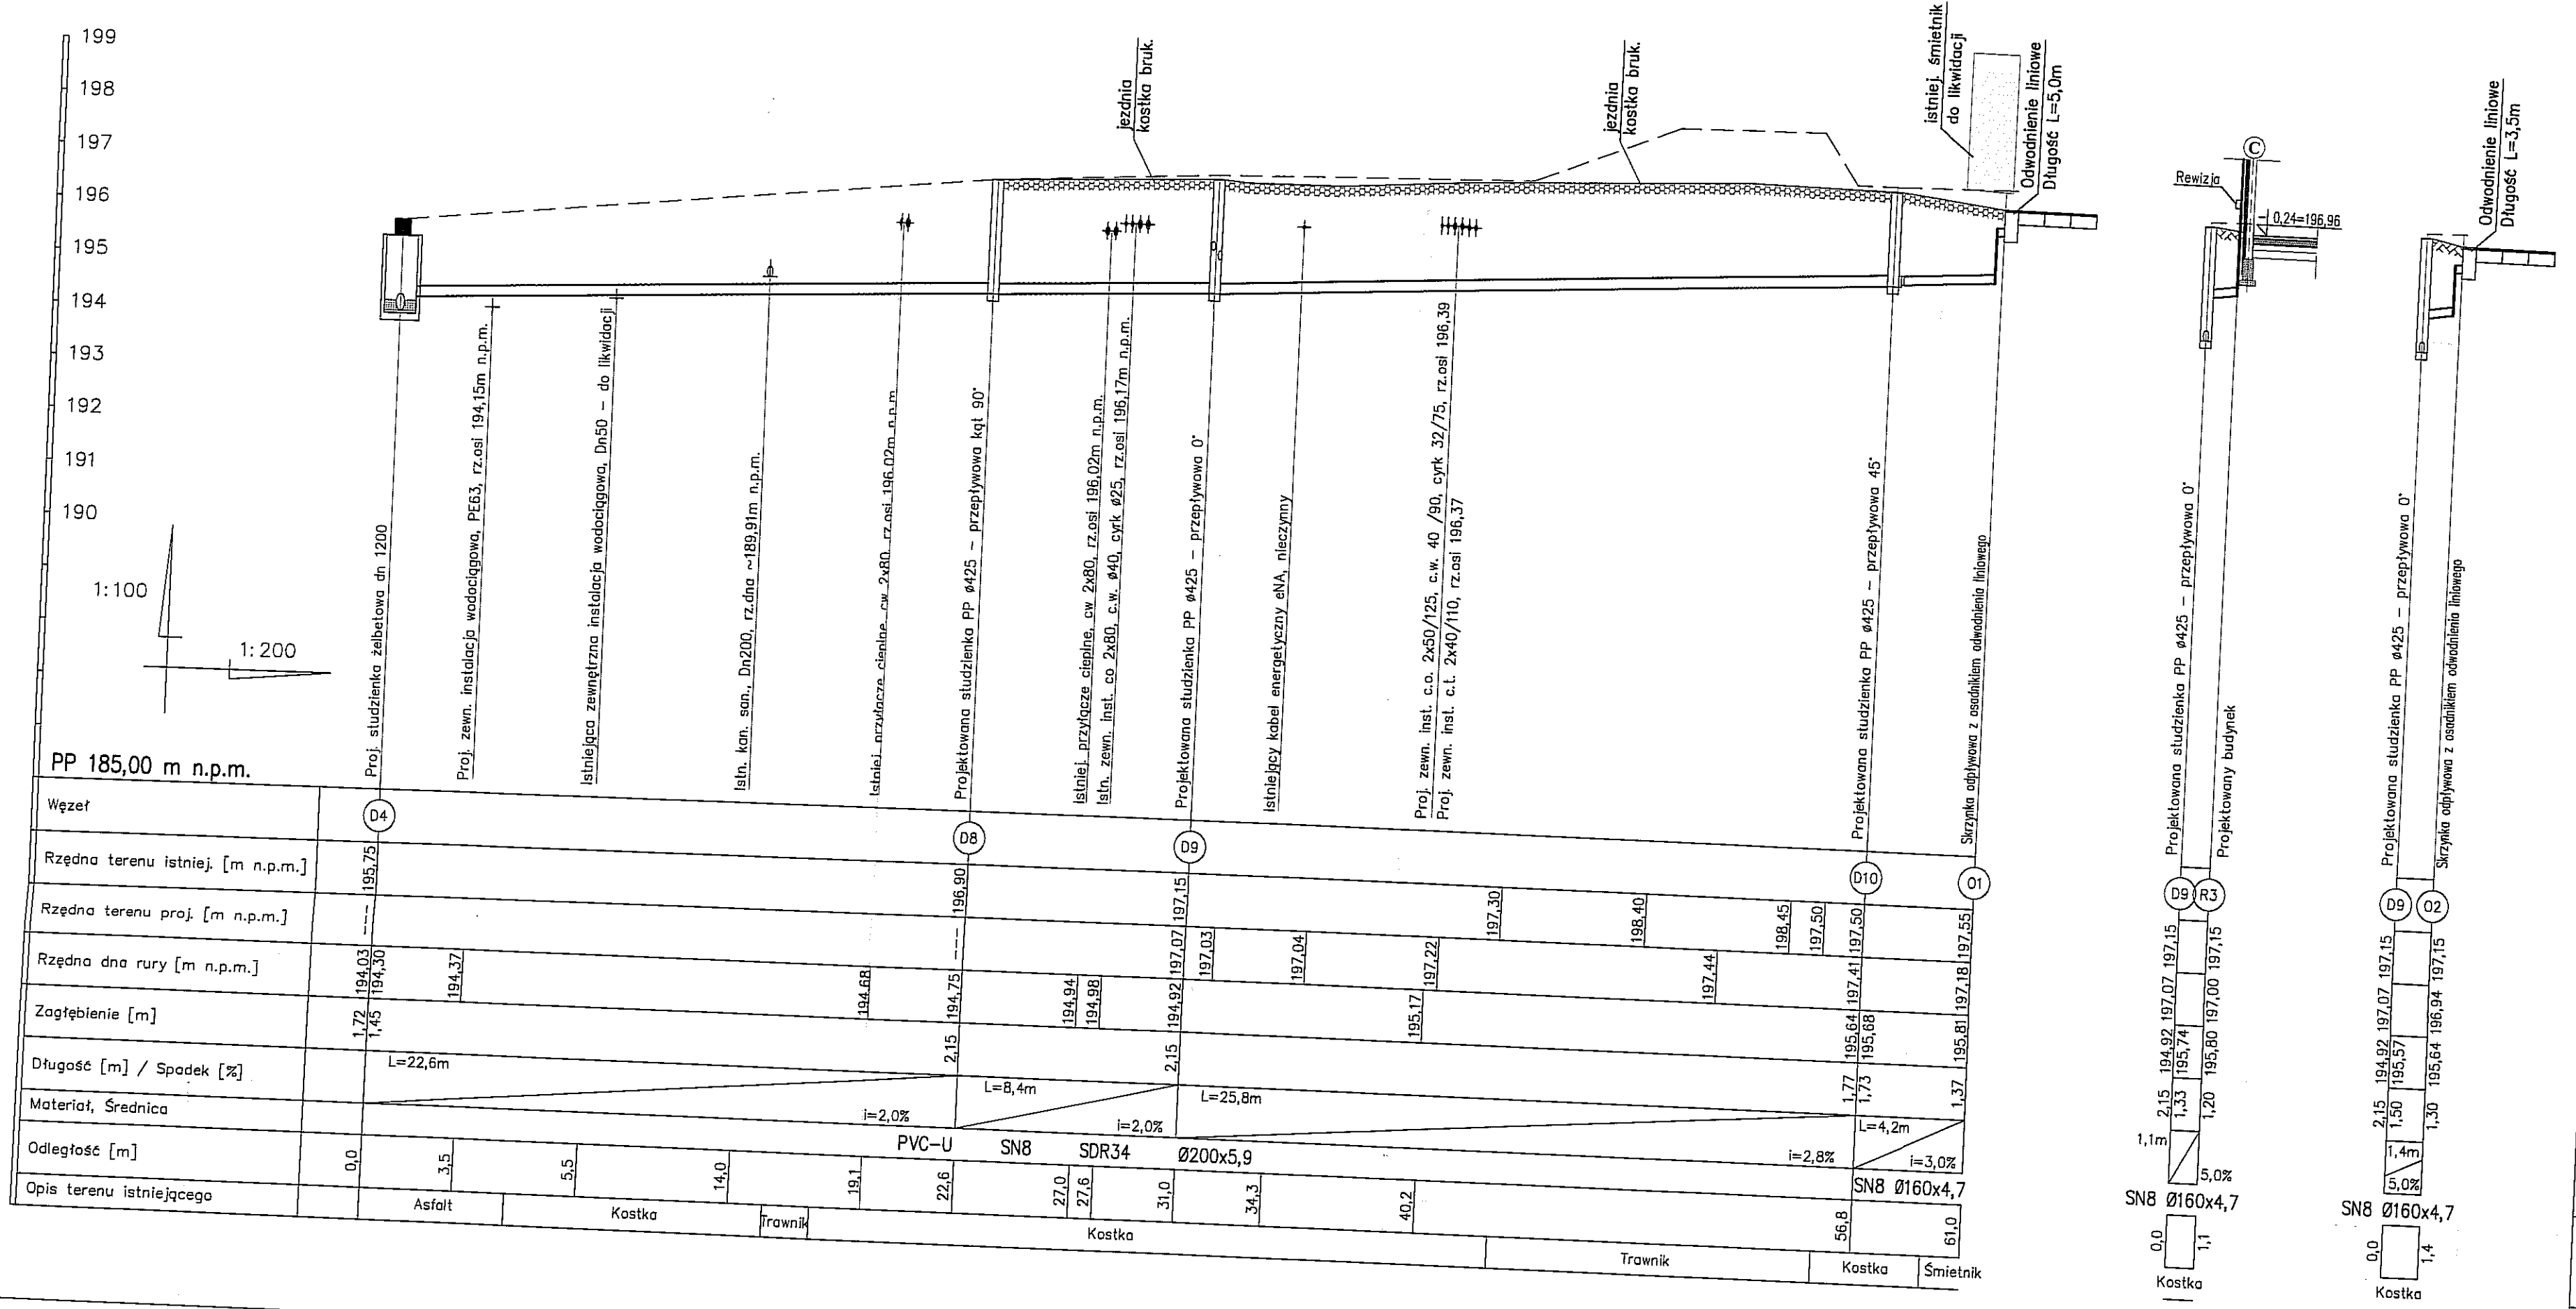 199
198
197
196
195
194
193
192
191
190
1:100
1:200
PP 185,00 m n.p.m.
jezdnia
kostka bruk.
jezdnia
kostka bruk.
istniej. śmietnik
do likwidacji
Odwodnienie liniowe
Długość L=5,0m
Rewizja
C
0,24=196,96
Odwodnienie liniowe
Długość L=3,5m
Proj. studzienka żelbetowa dn 1200
Proj. zewn. instalacja wodociągowa, PE63, rz.osi 194,15m n.p.m.
Istniejąca zewnętrzna instalacja wodociągowa, Dn50 – do likwidacji
Istn. kan. san., Dn200, rz.dna ~189,91m n.p.m.
Istniej. przyłącze cieplne, cw 2x80, rz.osi 196,02m n.p.m
Projektowana studzienka PP ø425 – przepływowa kąt 90°
Istniej. przyłącze cieplne, cw 2x80, rz.osi 196,02m n.p.m.
Istn. zewn. inst. co 2x80, c.w. ø40, cyrk ø25, rz.osi 196,17m n.p.m.
Projektowana studzienka PP ø425 – przepływowa 0°
Istniejący kabel energetyczny eNA, nieczynny
Proj. zewn. inst. c.o. 2x50/125, c.w. 40 /90, cyrk 32/75, rz.osi 196,39
Proj. zewn. inst. c.t. 2x40/110, rz.osi 196,37
Projektowana studzienka PP ø425 – przepływowa 45°
Skrzynka odpływowa z osadnikiem odwodnienia liniowego
Projektowana studzienka PP ø425 – przepływowa 0°
Projektowany budynek
Projektowana studzienka PP ø425 – przepływowa 0°
Skrzynka odpływowa z osadnikiem odwodnienia liniowego
Węzeł
D4
D8
D9
D10
O1
D9
R3
D9
O2
Rzędna terenu istniej. [m n.p.m.]
195,75
196,90
197,15
197,30
198,40
198,45
197,50
197,50
197,55
197,15
197,15
197,15
197,15
Rzędna terenu proj. [m n.p.m.]
197,07
197,03
197,04
197,22
197,44
197,41
197,18
197,07
197,00
197,07
196,94
Rzędna dna rury [m n.p.m.]
194,03
194,30
194,37
194,68
194,75
194,94
194,98
194,92
195,17
195,64
195,68
195,81
194,92
195,74
195,80
194,92
195,57
195,64
Zagłębienie [m]
1,72
1,45
2,15
2,15
1,77
1,73
1,37
2,15
1,33
1,20
2,15
1,50
1,30
Długość [m] / Spadek [%]
L=22,6m
i=2,0%
L=8,4m
i=2,0%
L=25,8m
i=2,8%
L=4,2m
i=3,0%
1,1m
5,0%
1,4m
5,0%
Materiał, Średnica
PVC–U SN8 SDR34 Ø200x5,9
SN8 Ø160x4,7
SN8 Ø160x4,7
SN8 Ø160x4,7
Odległość [m]
0,0
3,5
5,5
14,0
19,1
22,6
27,0
27,6
31,0
34,3
40,2
56,8
61,0
0,0
1,1
0,0
1,4
Opis terenu istniejącego
Asfalt
Kostka
Trawnik
Kostka
Trawnik
Kostka
Śmietnik
Kostka
Kostka